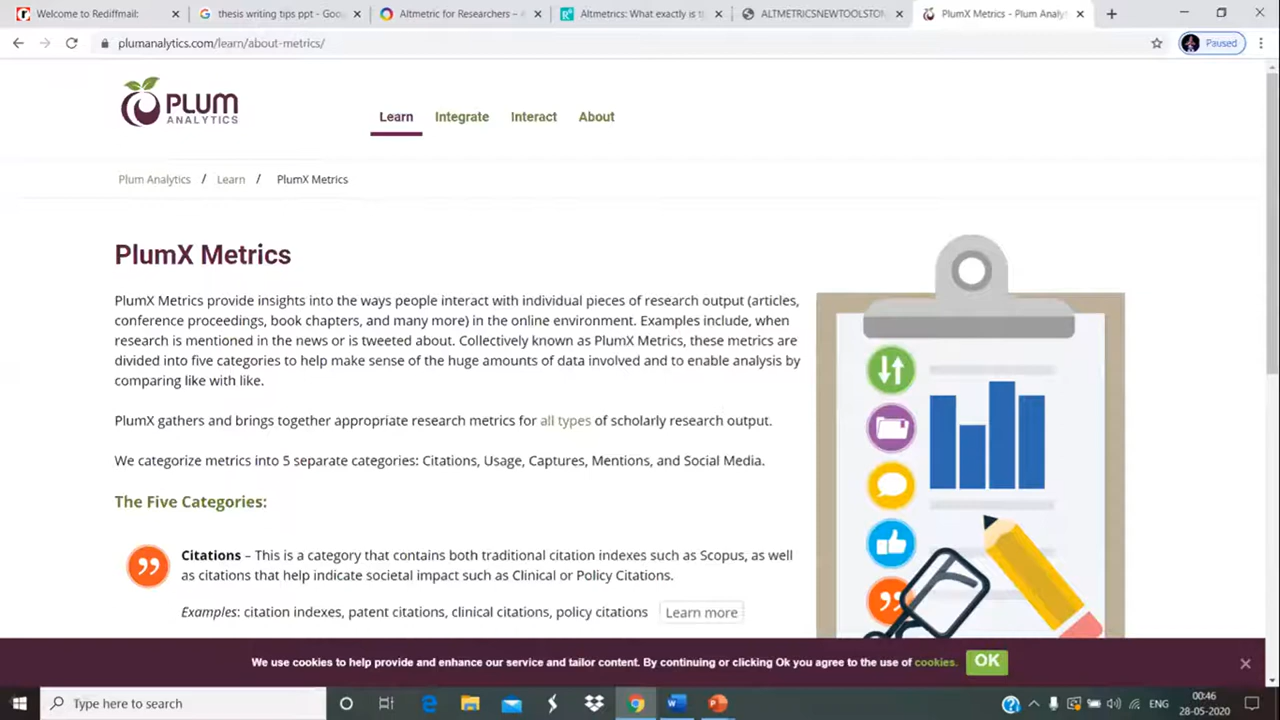 Welcome to Rediffmail:
thesis writing tips ppt - Goo
Altmetric for Researchers –
Altmetrics: What exactly is t
ALTMETRICSNEWTOOLSTO
PlumX Metrics - Plum Analy
plumanalytics.com/learn/about-metrics/
Paused
PLUM
ANALYTICS
Learn
Integrate
Interact
About
Plum Analytics / Learn / PlumX Metrics
PlumX Metrics
PlumX Metrics provide insights into the ways people interact with individual pieces of research output (articles,
conference proceedings, book chapters, and many more) in the online environment. Examples include, when
research is mentioned in the news or is tweeted about. Collectively known as PlumX Metrics, these metrics are
divided into five categories to help make sense of the huge amounts of data involved and to enable analysis by
comparing like with like.
PlumX gathers and brings together appropriate research metrics for all types of scholarly research output.
We categorize metrics into 5 separate categories: Citations, Usage, Captures, Mentions, and Social Media.
The Five Categories:
Citations – This is a category that contains both traditional citation indexes such as Scopus, as well
as citations that help indicate societal impact such as Clinical or Policy Citations.
Examples: citation indexes, patent citations, clinical citations, policy citations Learn more
We use cookies to help provide and enhance our service and tailor content. By continuing or clicking Ok you agree to the use of cookies. OK
Type here to search
ENG
00:46
28-05-2020